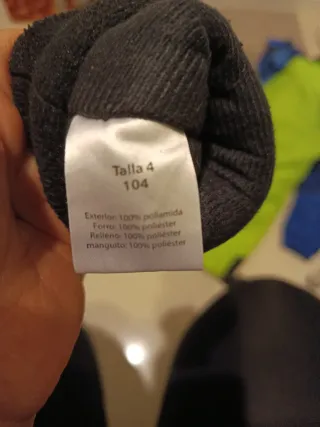 Talla 4
104
Exterior: 100% poliamida
Forro: 100% poliéster
Relleno: 100% poliéster
manguito: 100% poliéster